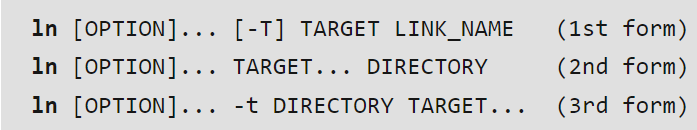 ln [OPTION]... [-T] TARGET LINK_NAME (1st form)
ln [OPTION]... TARGET... DIRECTORY (2nd form)
ln [OPTION]... -t DIRECTORY TARGET... (3rd form)